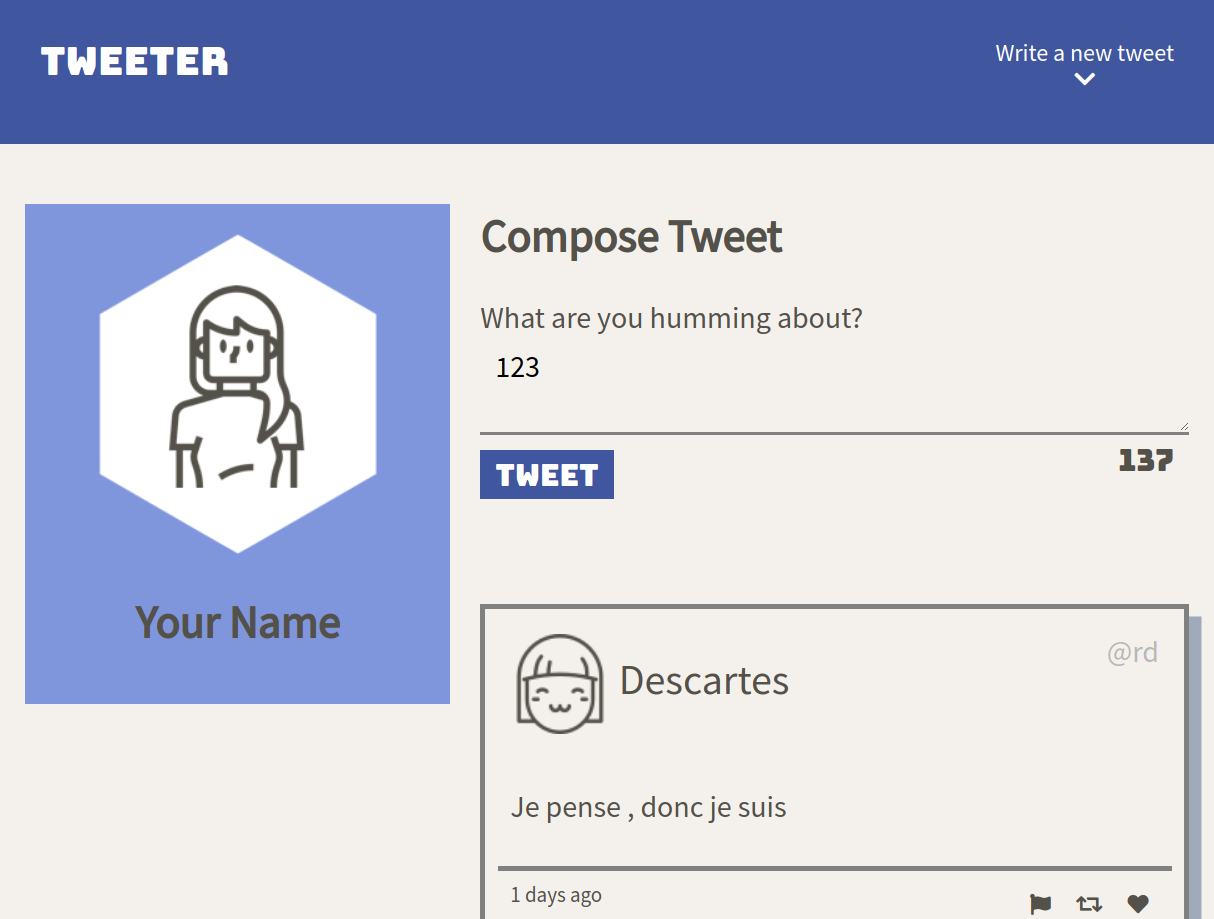 TWEETER
Write a new tweet
Your Name
Compose Tweet
What are you humming about?
123
TWEET
137
Descartes
@rd
Je pense , donc je suis
1 days ago